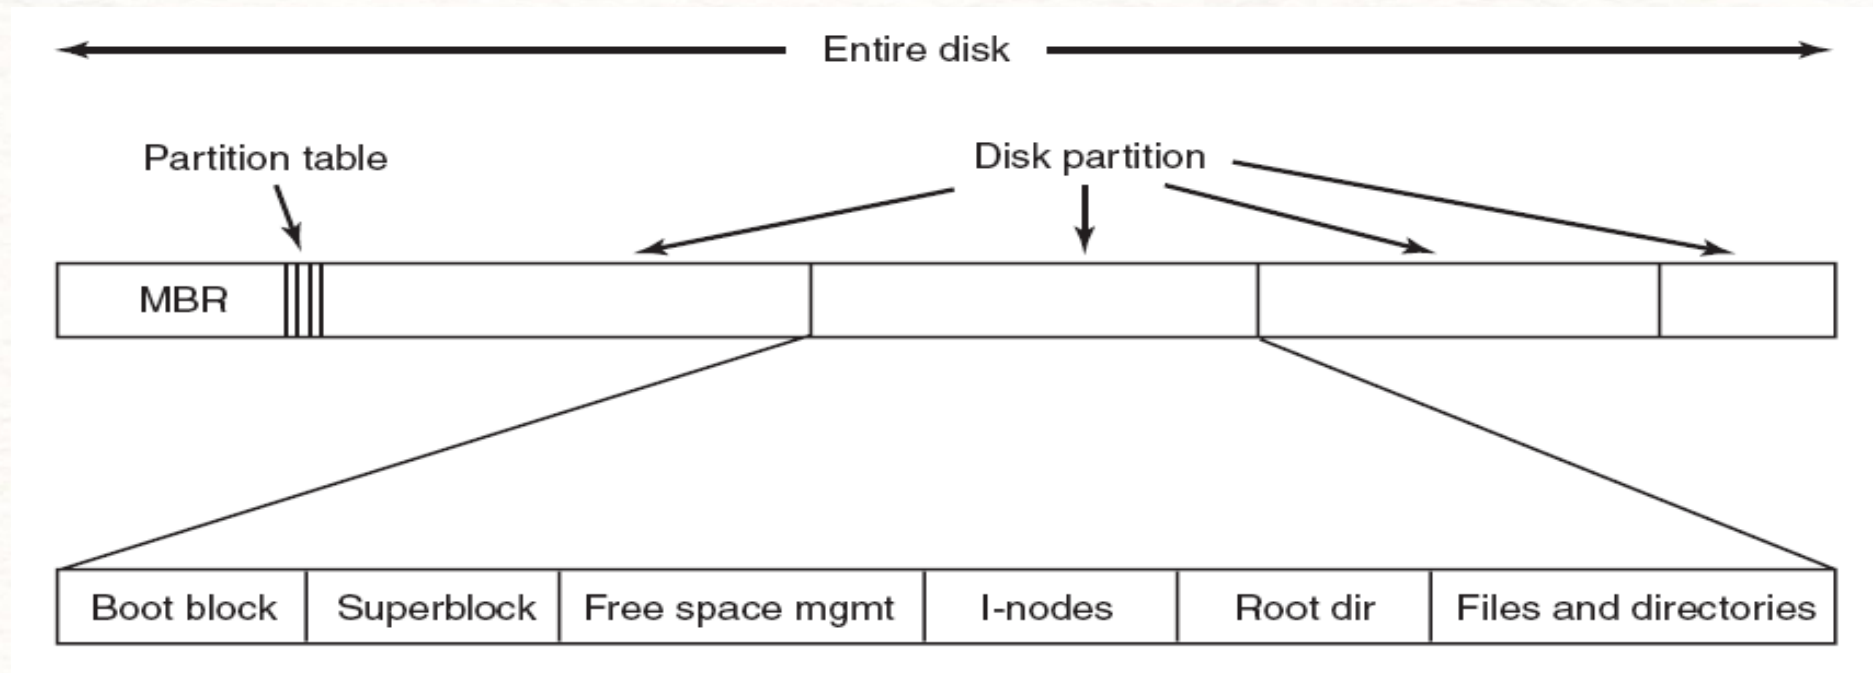 Entire disk
Partition table
Disk partition
MBR
Boot block
Superblock
Free space mgmt
I-nodes
Root dir
Files and directories